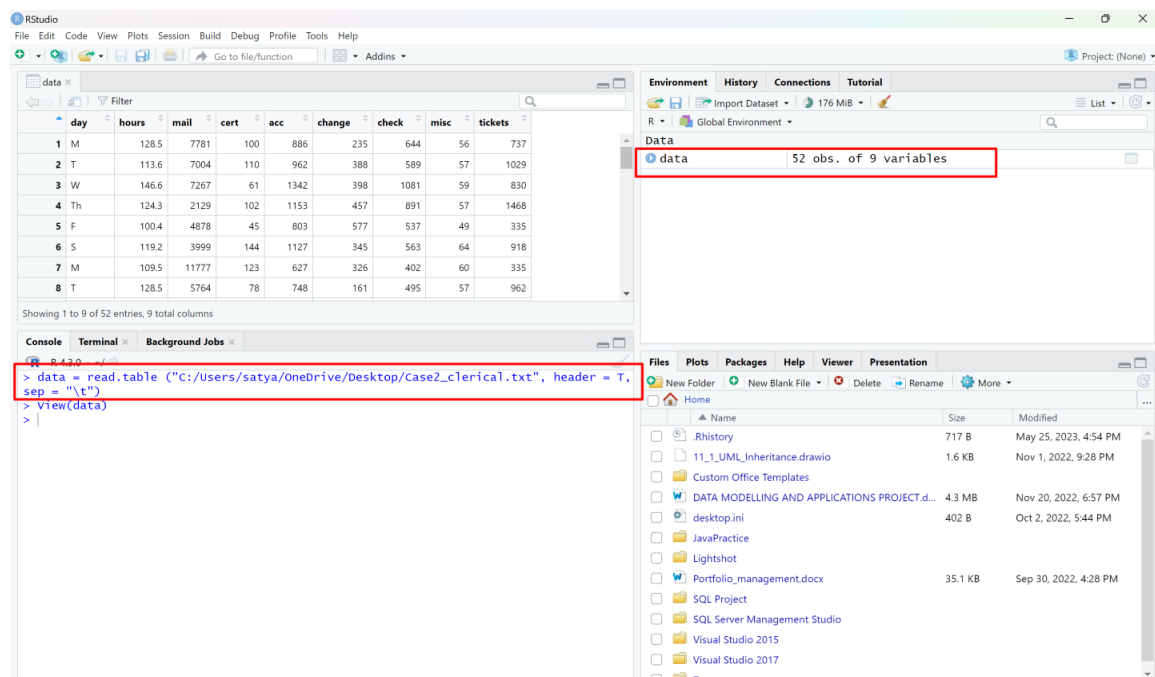 RStudio
File Edit Code View Plots Session Build Debug Profile Tools Help
Go to file/function Addins
Project: (None)
data
Filter
day hours mail cert acc change check misc tickets
1 M 128.5 7781 100 886 235 644 56 737
2 T 113.6 7004 110 962 388 589 57 1029
3 W 146.6 7267 61 1342 398 1081 59 830
4 Th 124.3 2129 102 1153 457 891 57 1468
5 F 100.4 4878 45 803 577 537 49 335
6 S 119.2 3999 144 1127 345 563 64 918
7 M 109.5 11777 123 627 326 402 60 335
8 T 128.5 5764 78 748 161 495 57 962
Showing 1 to 9 of 52 entries, 9 total columns
Console Terminal Background Jobs
R 4.3.0 · ~/
> data = read.table ("C:/Users/satya/OneDrive/Desktop/Case2_clerical.txt", header = T,
sep = "\t")
> View(data)
>
Environment History Connections Tutorial
Import Dataset 176 MiB
List
R Global Environment
Data
data 52 obs. of 9 variables
Files Plots Packages Help Viewer Presentation
New Folder New Blank File Delete Rename More
Home
Name Size Modified
.Rhistory 717 B May 25, 2023, 4:54 PM
11_1_UML_Inheritance.drawio 1.6 KB Nov 1, 2022, 9:28 PM
Custom Office Templates
DATA MODELLING AND APPLICATIONS PROJECT.d... 4.3 MB Nov 20, 2022, 6:57 PM
desktop.ini 402 B Oct 2, 2022, 5:44 PM
JavaPractice
Lightshot
Portfolio_management.docx 35.1 KB Sep 30, 2022, 4:28 PM
SQL Project
SQL Server Management Studio
Visual Studio 2015
Visual Studio 2017